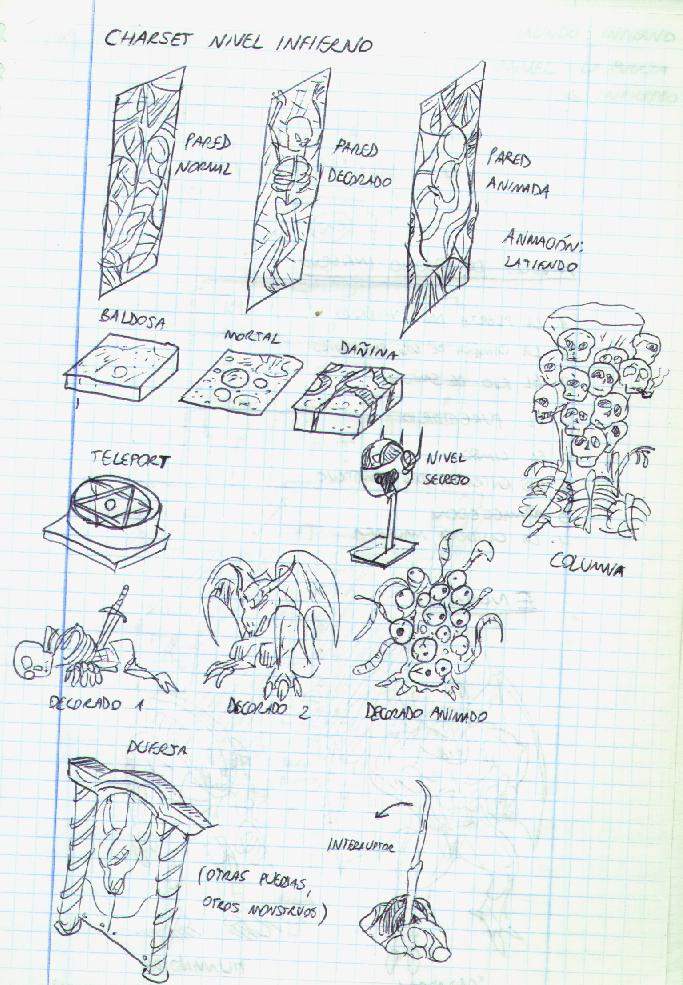 CHARSET NIVEL INFIERNO
PARED
NORMAL
PARED
DECORADO
PARED
ANIMADA
ANIMACIÓN:
LATIENDO
BALDOSA
MORTAL
DAÑINA
TELEPORT
NIVEL
SECRETO
COLUMNA
DECORADO 1
DECORADO 2
DECORADO ANIMADO
PUERTA
INTERRUPTOR
(OTRAS PUERTAS,
OTROS MONSTRUOS)